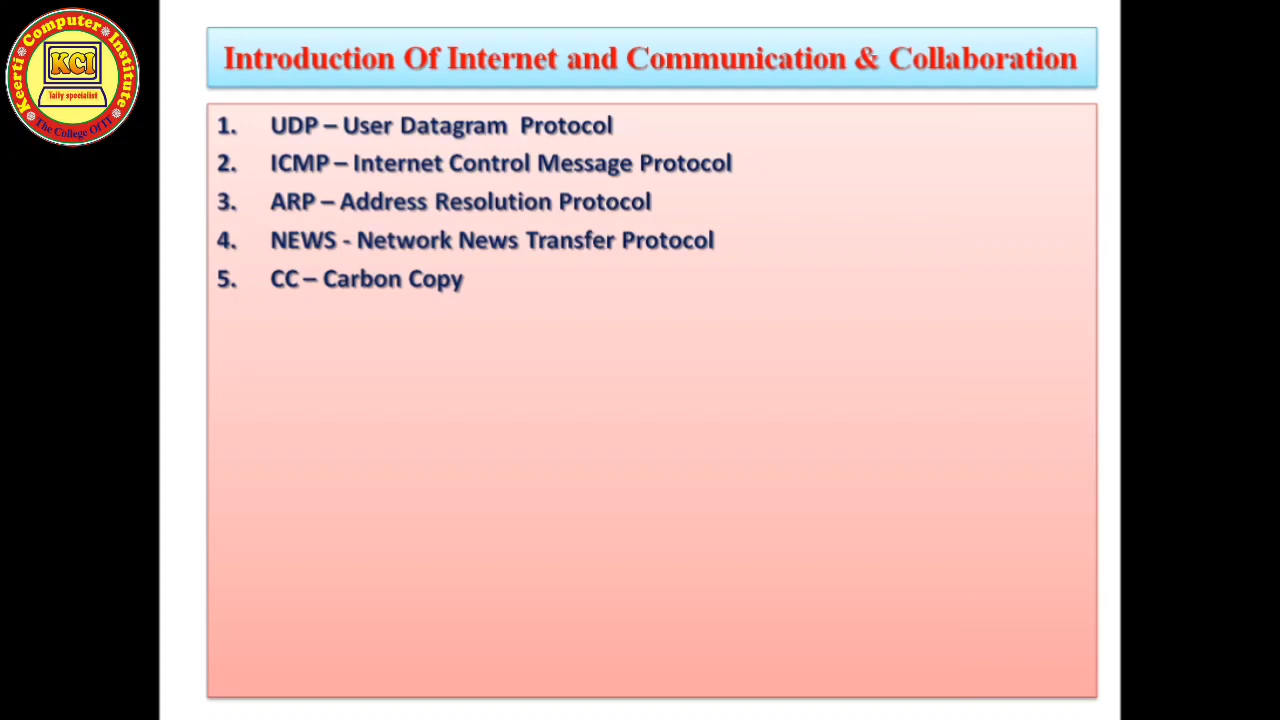 Keerti Computer Institute
KCI
Tally specialist
The College Of IT
Introduction Of Internet and Communication & Collaboration
1. UDP – User Datagram Protocol
2. ICMP – Internet Control Message Protocol
3. ARP – Address Resolution Protocol
4. NEWS - Network News Transfer Protocol
5. CC – Carbon Copy